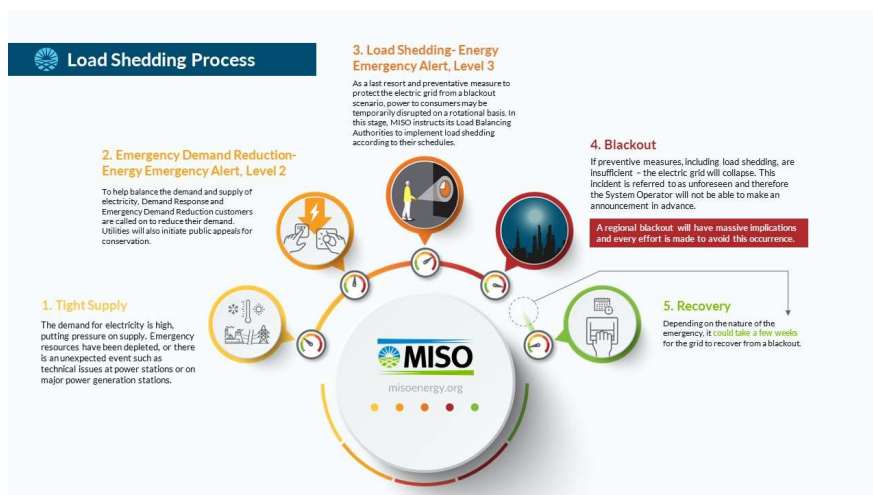 Load Shedding Process
3. Load Shedding- Energy
Emergency Alert, Level 3
As a last resort and preventative measure to
protect the electric grid from a blackout
scenario, power to consumers may be
temporarily disrupted on a rotational basis. In
this stage, MISO instructs its Load Balancing
Authorities to implement load shedding
according to their schedules.
2. Emergency Demand Reduction-
Energy Emergency Alert, Level 2
To help balance the demand and supply of
electricity, Demand Response and
Emergency Demand Reduction customers
are called on to reduce their demand.
Utilities will also initiate public appeals for
conservation.
4. Blackout
If preventive measures, including load shedding, are
insufficient – the electric grid will collapse. This
incident is referred to as unforeseen and therefore
the System Operator will not be able to make an
announcement in advance.
A regional blackout will have massive implications
and every effort is made to avoid this occurrence.
1. Tight Supply
The demand for electricity is high,
putting pressure on supply. Emergency
resources have been depleted, or there
is an unexpected event such as
technical issues at power stations or on
major power generation stations.
5. Recovery
Depending on the nature of the
emergency, it could take a few weeks
for the grid to recover from a blackout.
MISO
misoenergy.org